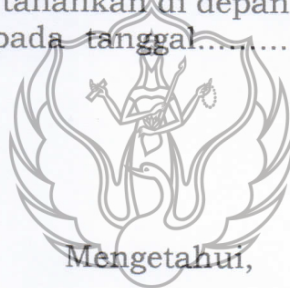 tahankan di depan
pada tanggal..........
Mengetahui,